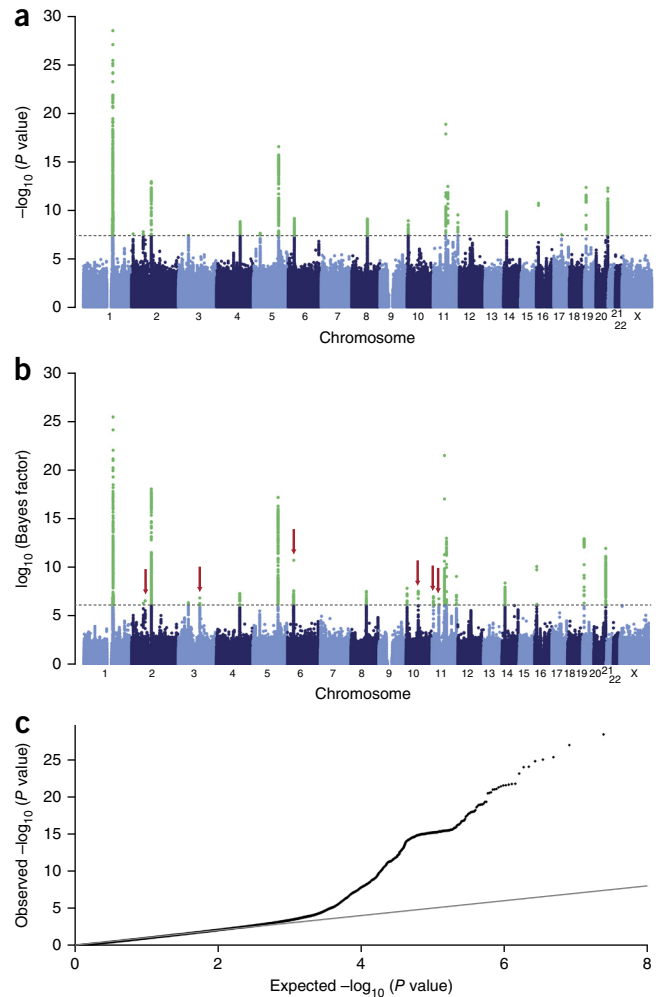 a
30
25
20
15
10
5
0
–log10 (P value)
1 2 3 4 5 6 7 8 9 10 11 12 13 14 15 16 17 18 19 20 21 22 X
Chromosome
b
30
25
20
15
10
5
0
log10 (Bayes factor)
1 2 3 4 5 6 7 8 9 10 11 12 13 14 15 16 17 18 19 20 21 22 X
Chromosome
c
25
20
15
10
5
0
Observed –log10 (P value)
0 2 4 6 8
Expected –log10 (P value)